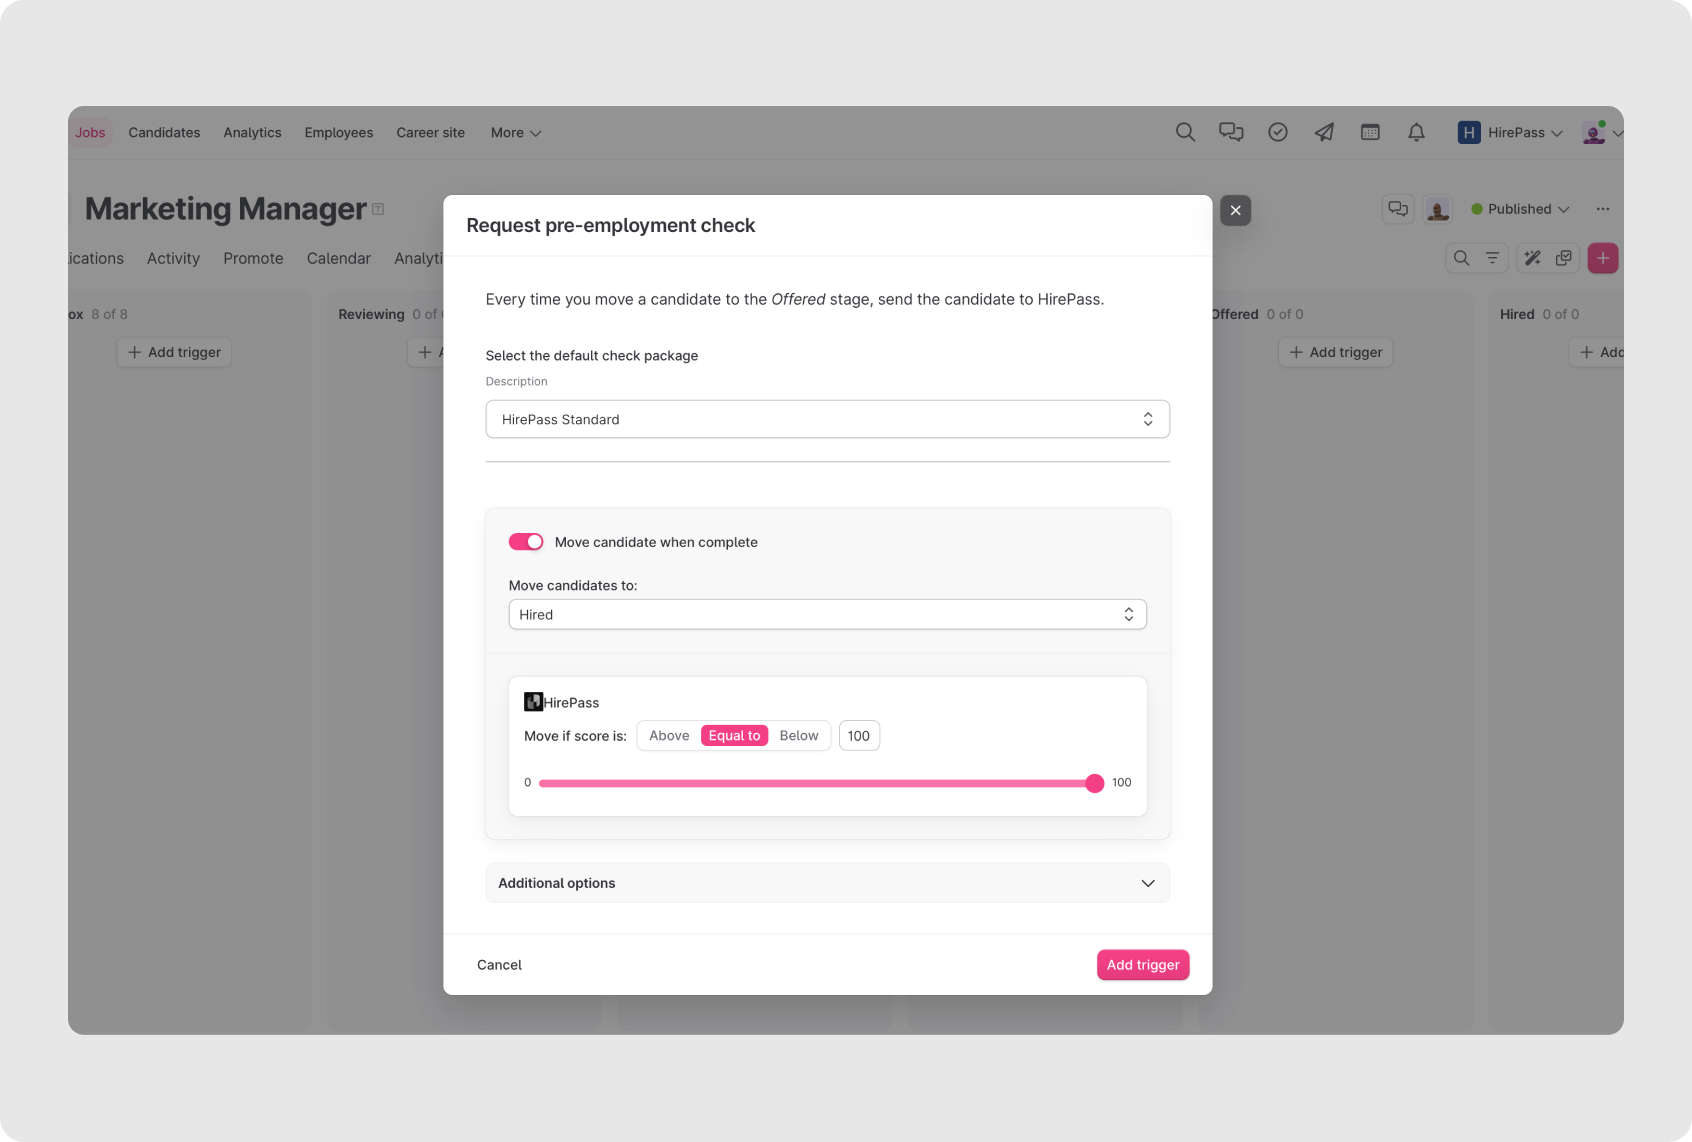 Jobs Candidates Analytics Employees Career site More H HirePass
Marketing Manager
Published
ications Activity Promote Calendar Analyti
ox 8 of 8 Reviewing 0 of Offered 0 of 0 Hired 0 of 0
Add trigger
Add trigger
Add
Request pre-employment check
Every time you move a candidate to the Offered stage, send the candidate to HirePass.
Select the default check package
Description
HirePass Standard
Move candidate when complete
Move candidates to:
Hired
HirePass
Move if score is: Above Equal to Below 100
0 100
Additional options
Cancel Add trigger